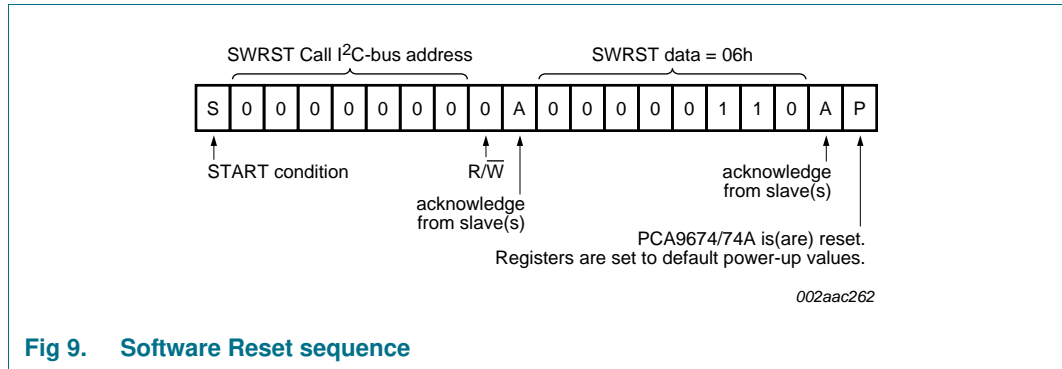 SWRST Call I2C-bus address SWRST data = 06h
S 0 0 0 0 0 0 0 0 A 0 0 0 0 0 1 1 0 A P
START condition R/W acknowledge
acknowledge from slave(s)
from slave(s)
PCA9674/74A is(are) reset.
Registers are set to default power-up values.
002aac262
Fig 9. Software Reset sequence